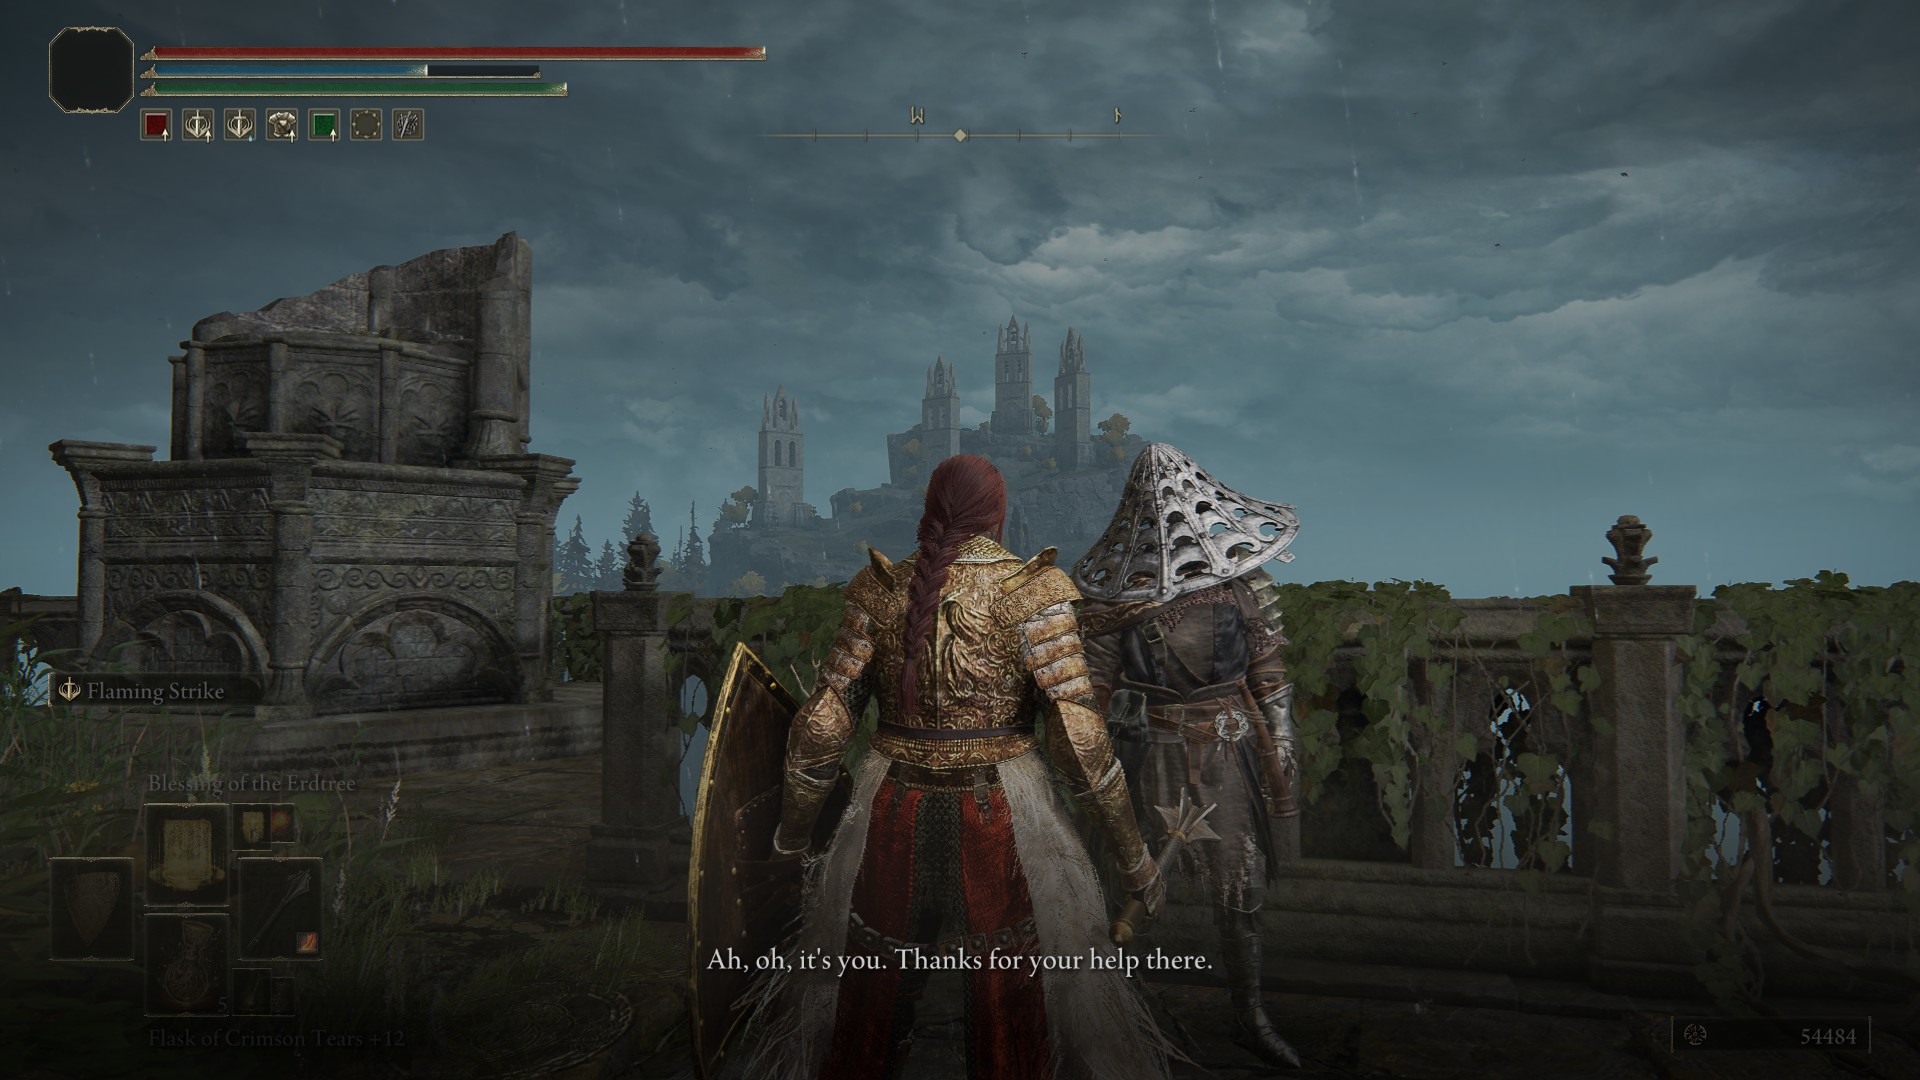 W
N
Flaming Strike
Blessing of the Erdtree
5
Flask of Crimson Tears +12
Ah, oh, it's you. Thanks for your help there.
54484